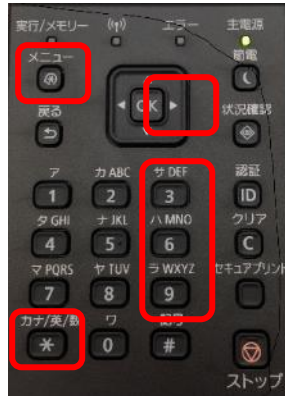 実行/メモリー エラー 主電源
メニュー 節電
OK
戻る 状況確認
ア カ ABC サ DEF 認証
1 2 3 ID
タ GHI ナ JKL ハ MNO クリア
4 5 6 C
マ PQRS ヤ TUV ラ WXYZ セキュアプリント
7 8 9
カナ/英/数 ワ 記号
* 0 #
ストップ